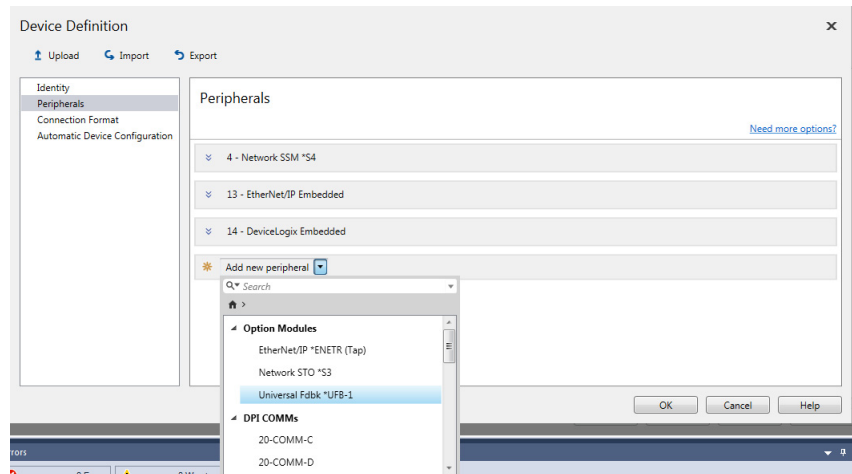 Device Definition
Upload Import Export
Identity
Peripherals
Connection Format
Automatic Device Configuration
Peripherals
Need more options?
4 - Network SSM *S4
13 - EtherNet/IP Embedded
14 - DeviceLogix Embedded
Add new peripheral
Search
Option Modules
EtherNet/IP *ENETR (Tap)
Network STO *S3
Universal Fdbk *UFB-1
DPI COMMs
20-COMM-C
20-COMM-D
OK Cancel Help